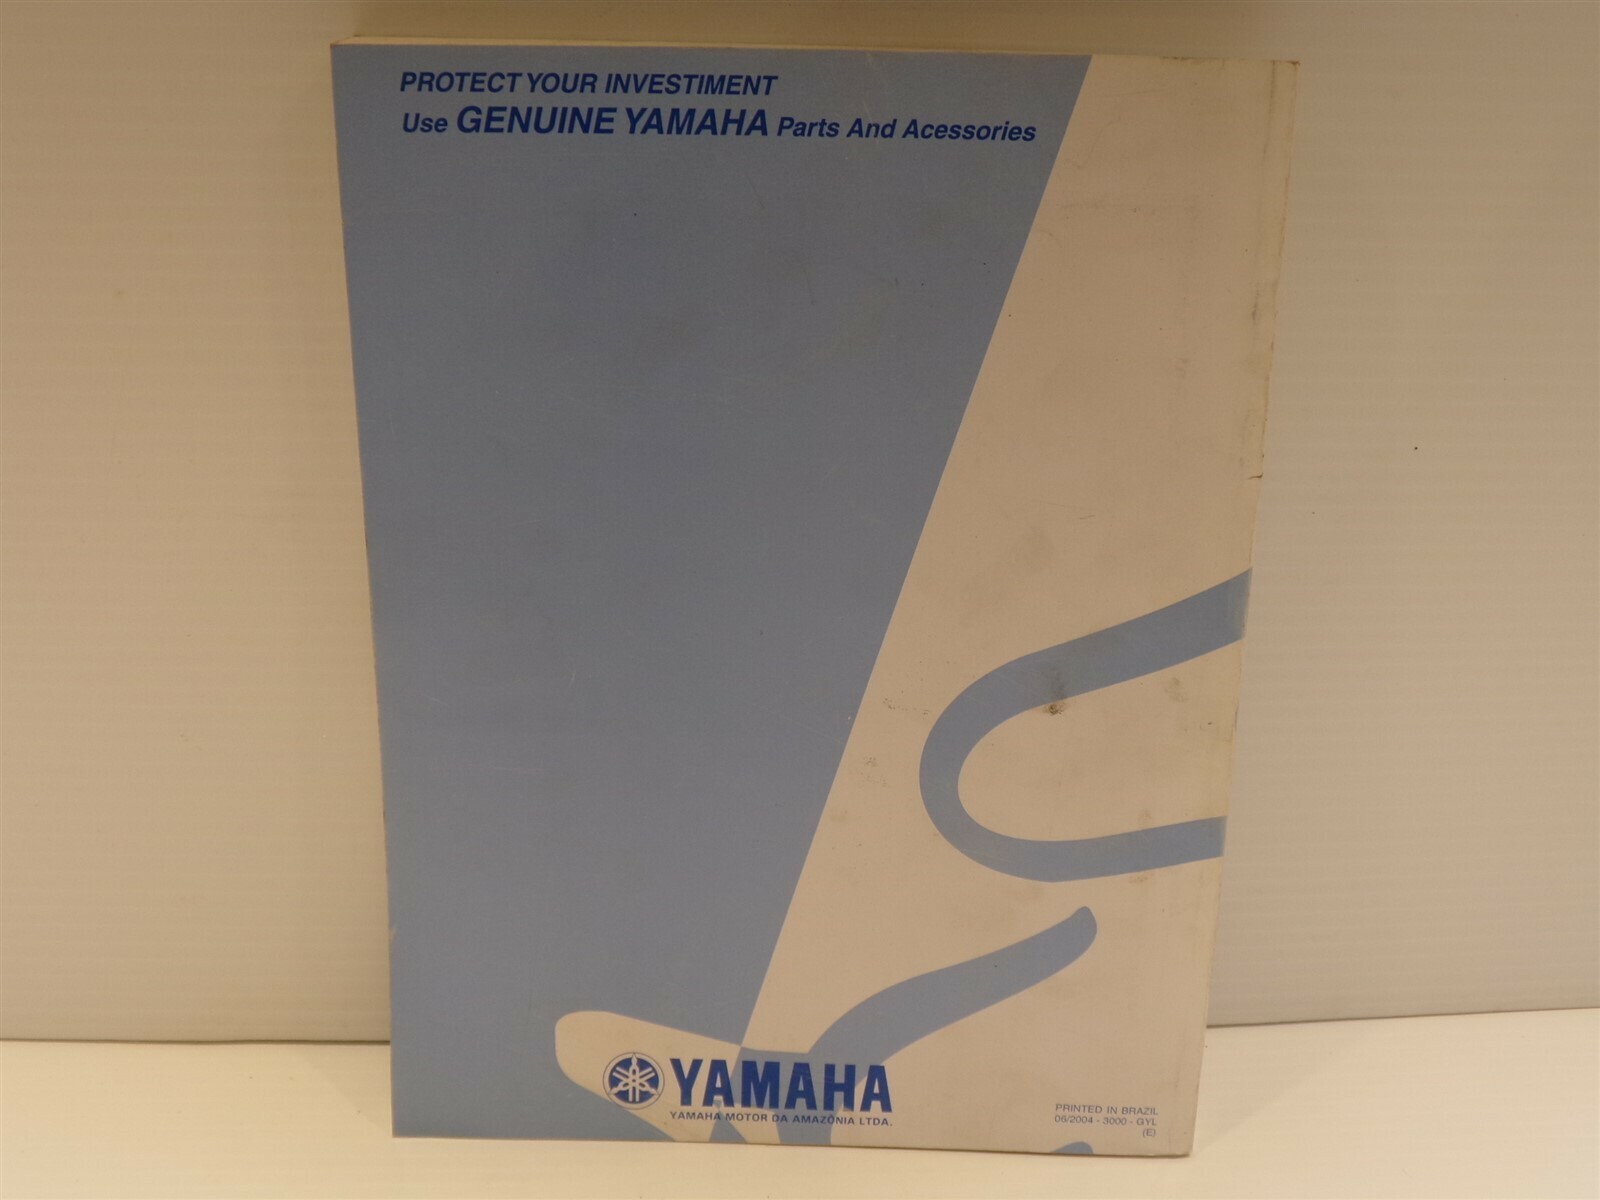 PROTECT YOUR INVESTIMENT
Use GENUINE YAMAHA Parts And Acessories
YAMAHA
YAMAHA MOTOR DA AMAZÔNIA LTDA.
PRINTED IN BRAZIL
06/2004 - 3000 - GYL
(E)